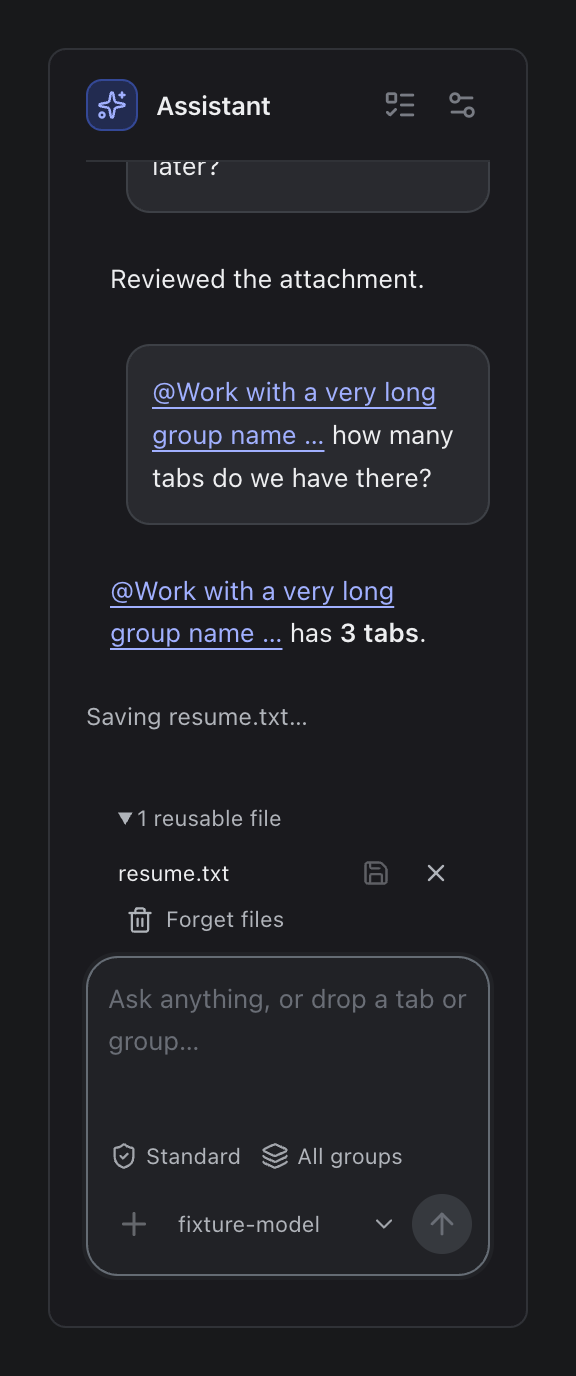 Assistant
later?
Reviewed the attachment.
@Work with a very long
group name ... how many
tabs do we have there?
@Work with a very long
group name ... has 3 tabs.
Saving resume.txt...
1 reusable file
resume.txt
Forget files
Ask anything, or drop a tab or
group...
Standard All groups
fixture-model